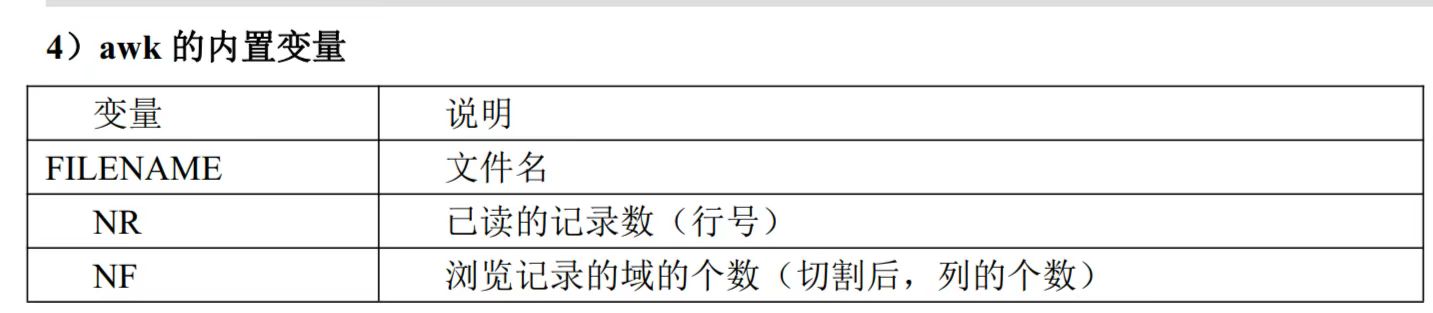 4）awk 的内置变量
变量 说明
FILENAME 文件名
NR 已读的记录数（行号）
NF 浏览记录的域的个数（切割后，列的个数）